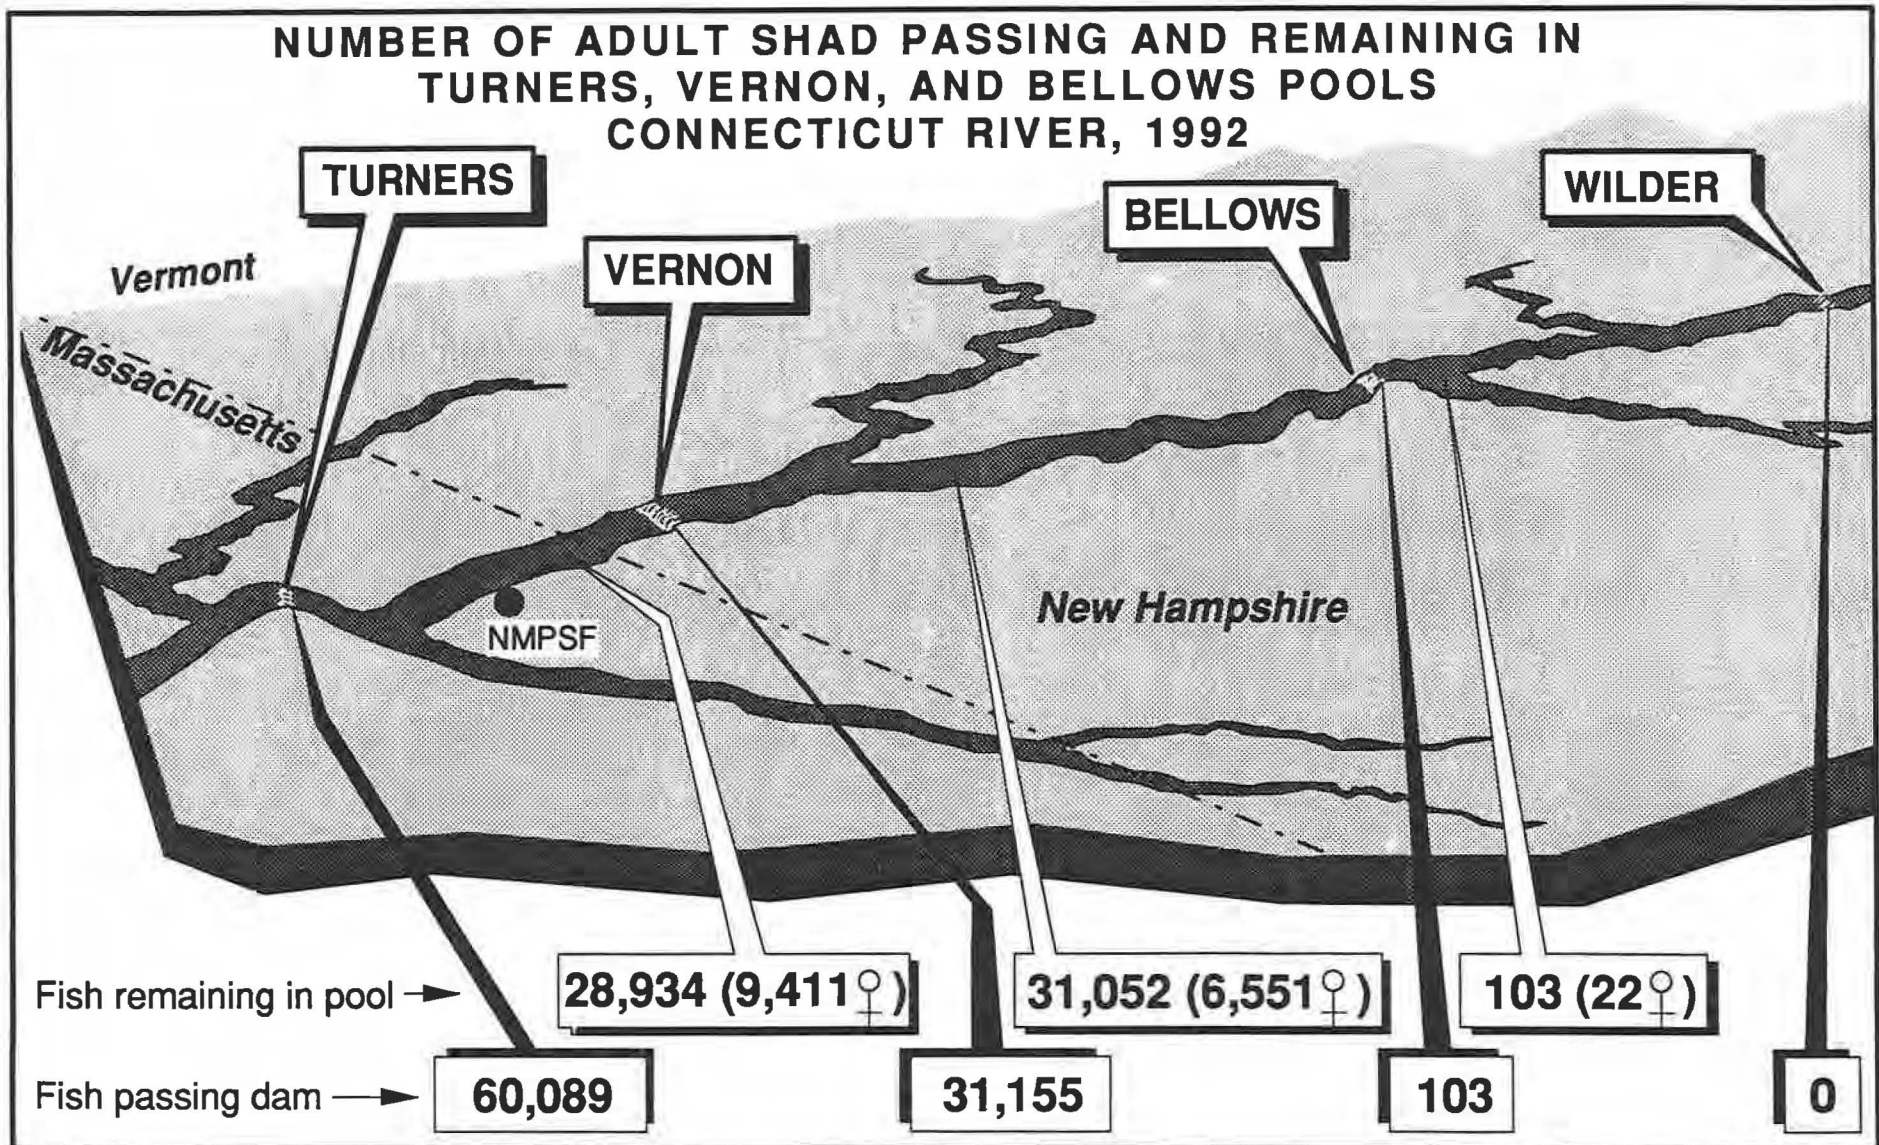 NUMBER OF ADULT SHAD PASSING AND REMAINING IN
TURNERS, VERNON, AND BELLOWS POOLS
CONNECTICUT RIVER, 1992
TURNERS
WILDER
BELLOWS
VERNON
Vermont
Massachusetts
New Hampshire
NMPSF
Fish remaining in pool
28,934 (9,411♀)
31,052 (6,551♀)
103 (22♀)
Fish passing dam
60,089
31,155
103
0